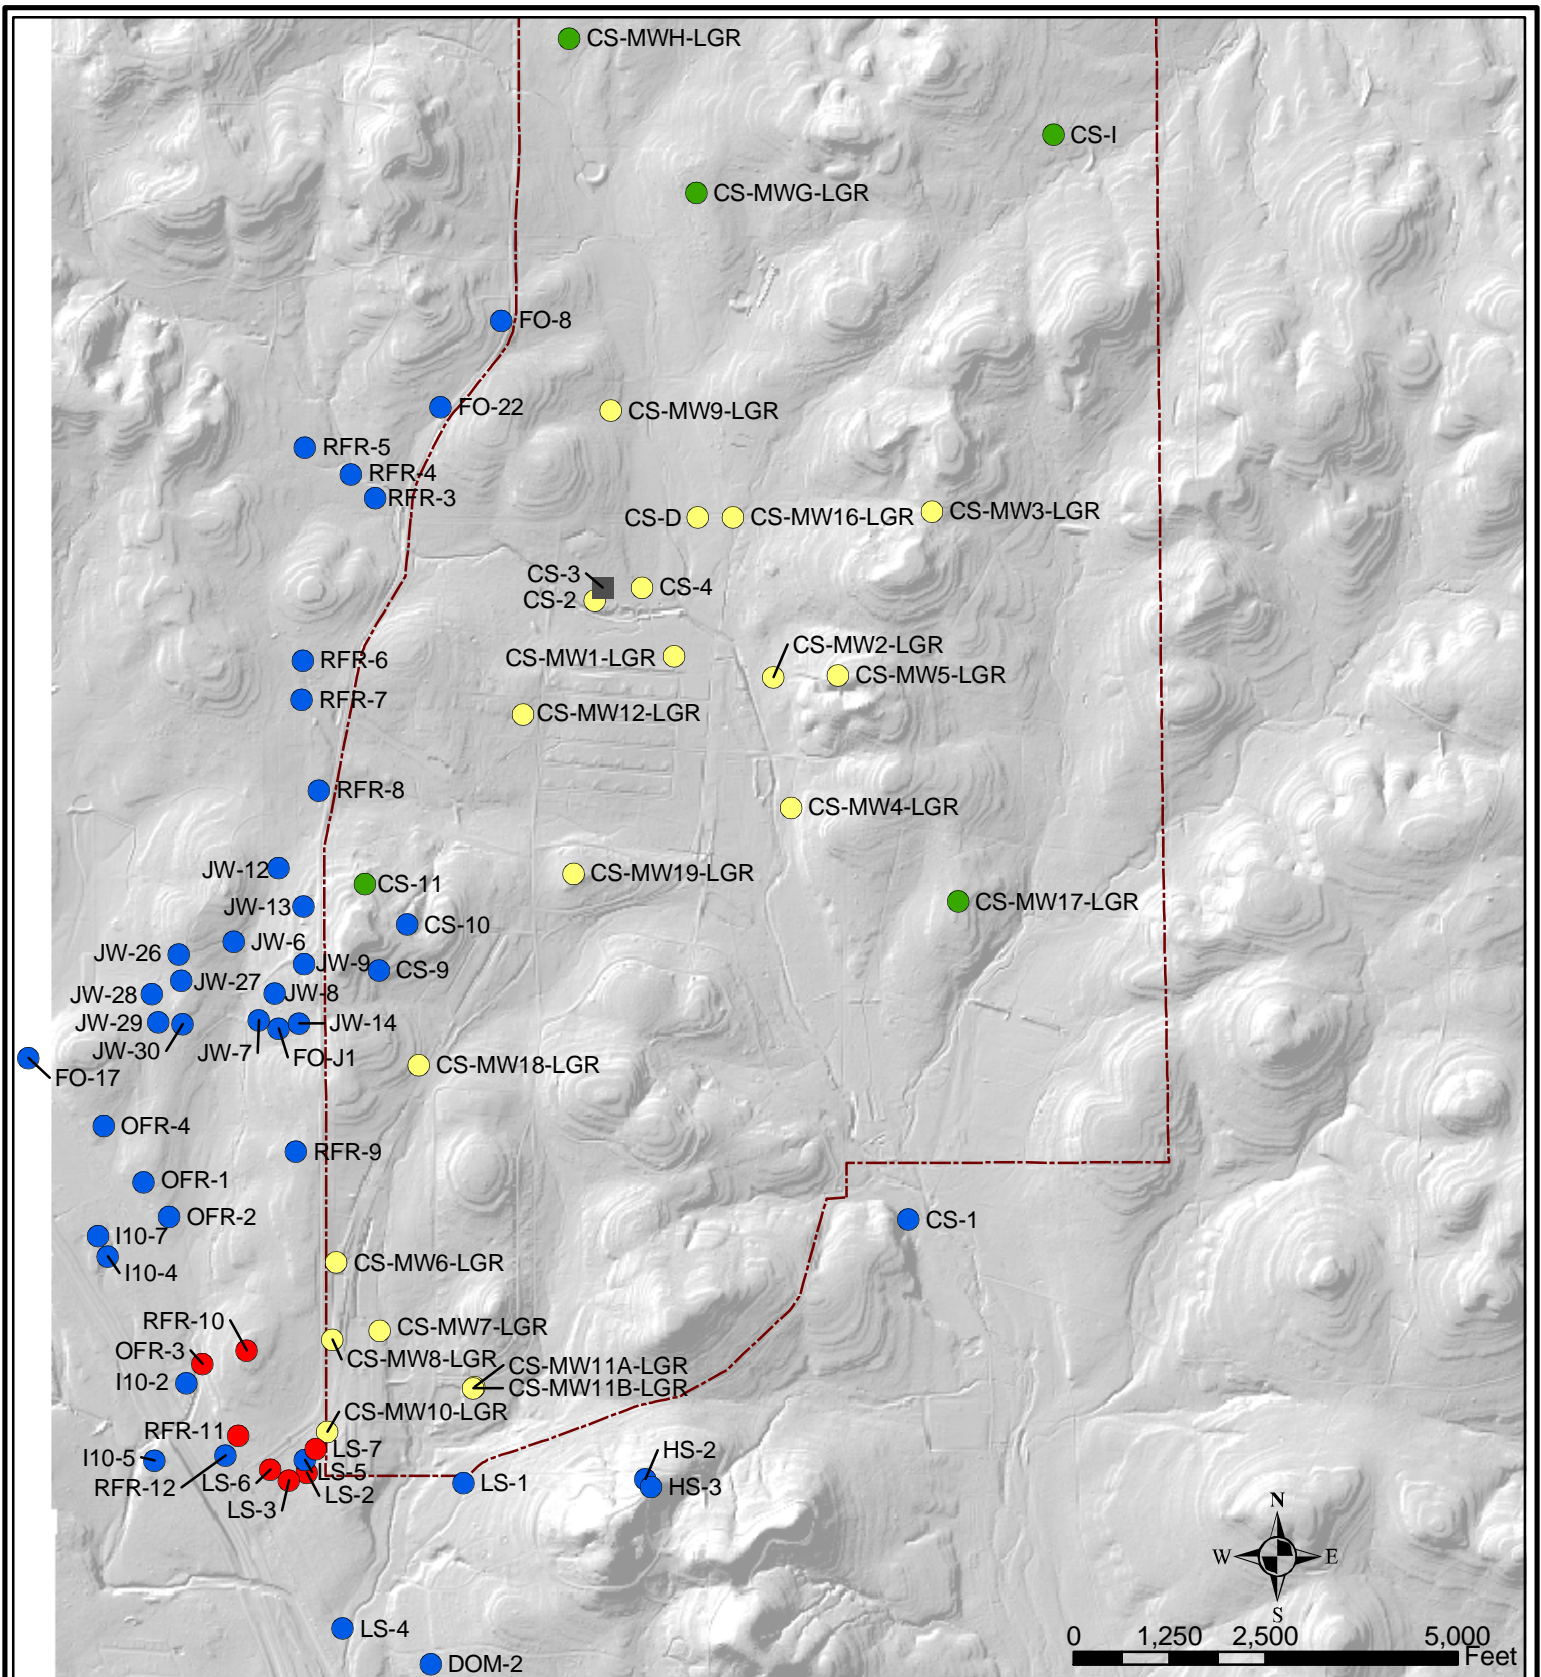 CS-MWH-LGR
CS-I
CS-MWG-LGR
FO-8
FO-22
CS-MW9-LGR
RFR-5
RFR-4
RFR-3
CS-D
CS-MW16-LGR
CS-MW3-LGR
CS-3
CS-4
CS-2
CS-MW2-LGR
CS-MW1-LGR
RFR-6
CS-MW5-LGR
RFR-7
CS-MW12-LGR
RFR-8
CS-MW4-LGR
JW-12
CS-MW19-LGR
CS-11
CS-MW17-LGR
JW-13
CS-10
JW-6
JW-26
JW-9
CS-9
JW-27
JW-28
JW-8
JW-29
JW-14
JW-30
JW-7
FO-J1
CS-MW18-LGR
FO-17
OFR-4
RFR-9
OFR-1
OFR-2
CS-1
I10-7
CS-MW6-LGR
I10-4
RFR-10
CS-MW7-LGR
OFR-3
CS-MW8-LGR
CS-MW11A-LGR
I10-2
CS-MW11B-LGR
CS-MW10-LGR
RFR-11
LS-7
HS-2
I10-5
LS-5
LS-6
LS-1
RFR-12
HS-3
LS-2
LS-3
N
W
E
S
LS-4
0 1,250 2,500 5,000
Feet
DOM-2